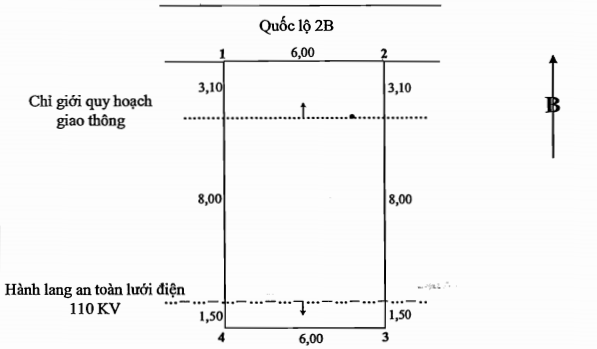 Quốc lộ 2B
1 6,00 2
3,10 3,10
Chỉ giới quy hoạch
giao thông
B
8,00 8,00
Hành lang an toàn lưới điện
110 KV
1,50 1,50
4 6,00 3